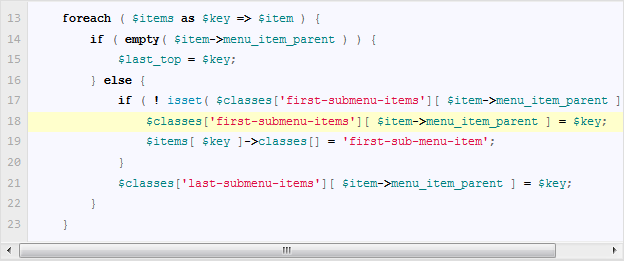 13 foreach ( $items as $key => $item ) {
14 if ( empty( $item->menu_item_parent ) ) {
15 $last_top = $key;
16 } else {
17 if ( ! isset( $classes['first-submenu-items'][ $item->menu_item_parent ]
18 $classes['first-submenu-items'][ $item->menu_item_parent ] = $key;
19 $items[ $key ]->classes[] = 'first-sub-menu-item';
20 }
21 $classes['last-submenu-items'][ $item->menu_item_parent ] = $key;
22 }
23 }